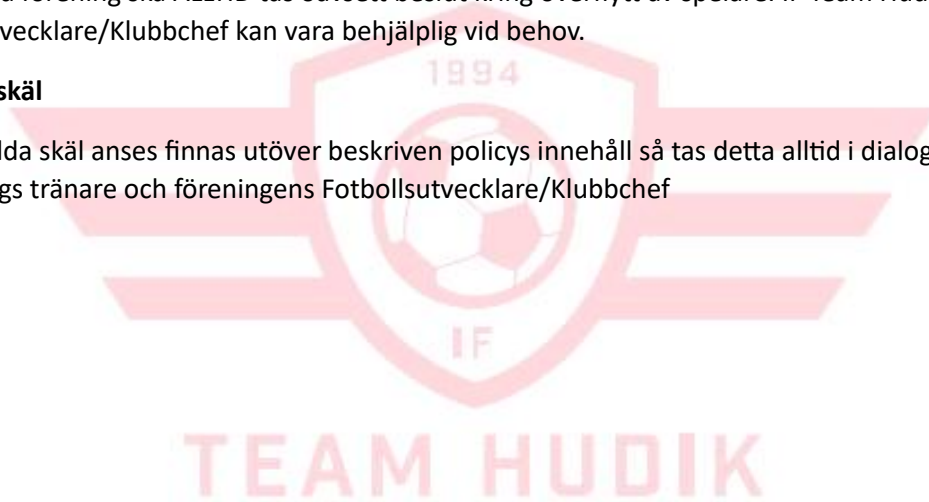 vecklare/Klubbchef kan vara behjälplig vid behov.
skäl
lda skäl anses finnas utöver beskriven policys innehåll så tas detta alltid i dialog
gs tränare och föreningens Fotbollsutvecklare/Klubbchef
1994
IF
TEAM HUDIK